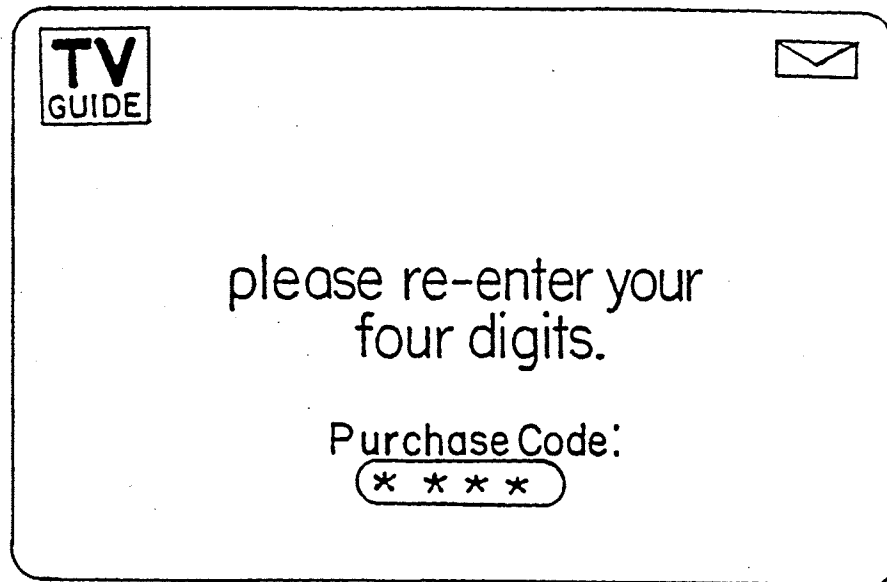 TV
GUIDE
please re-enter your
four digits.
Purchase Code:
* * * *